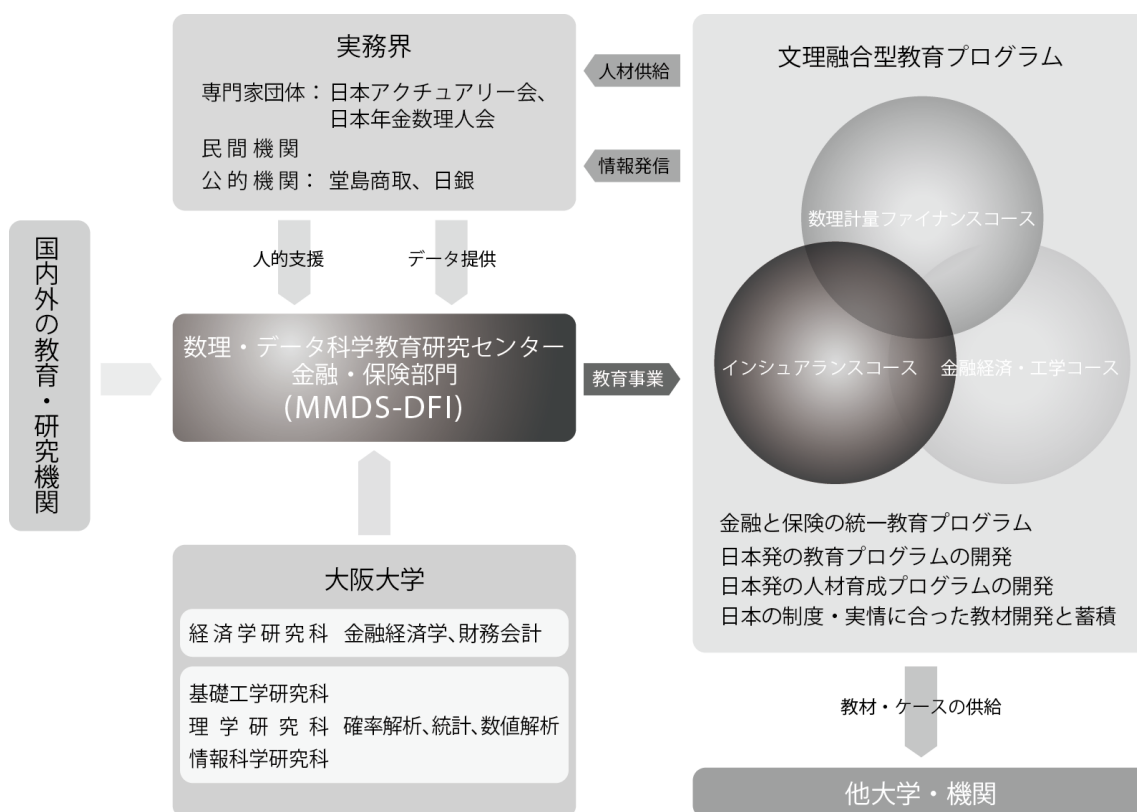 実務界
専門家団体：日本アクチュアリー会、
日本年金数理人会
民間機関
公的機関：堂島商取、日銀
人材供給
情報発信
文理融合型教育プログラム
数理計量ファイナンスコース
インシュアランスコース
金融経済・工学コース
金融と保険の統一教育プログラム
日本発の教育プログラムの開発
日本発の人材育成プログラムの開発
日本の制度・実情に合った教材開発と蓄積
国内外の教育・研究機関
人的支援
データ提供
数理・データ科学教育研究センター
金融・保険部門
(MMDS-DFI)
教育事業
大阪大学
経済学研究科 金融経済学、財務会計
基礎工学研究科
理学研究科 確率解析、統計、数値解析
情報科学研究科
教材・ケースの供給
他大学・機関